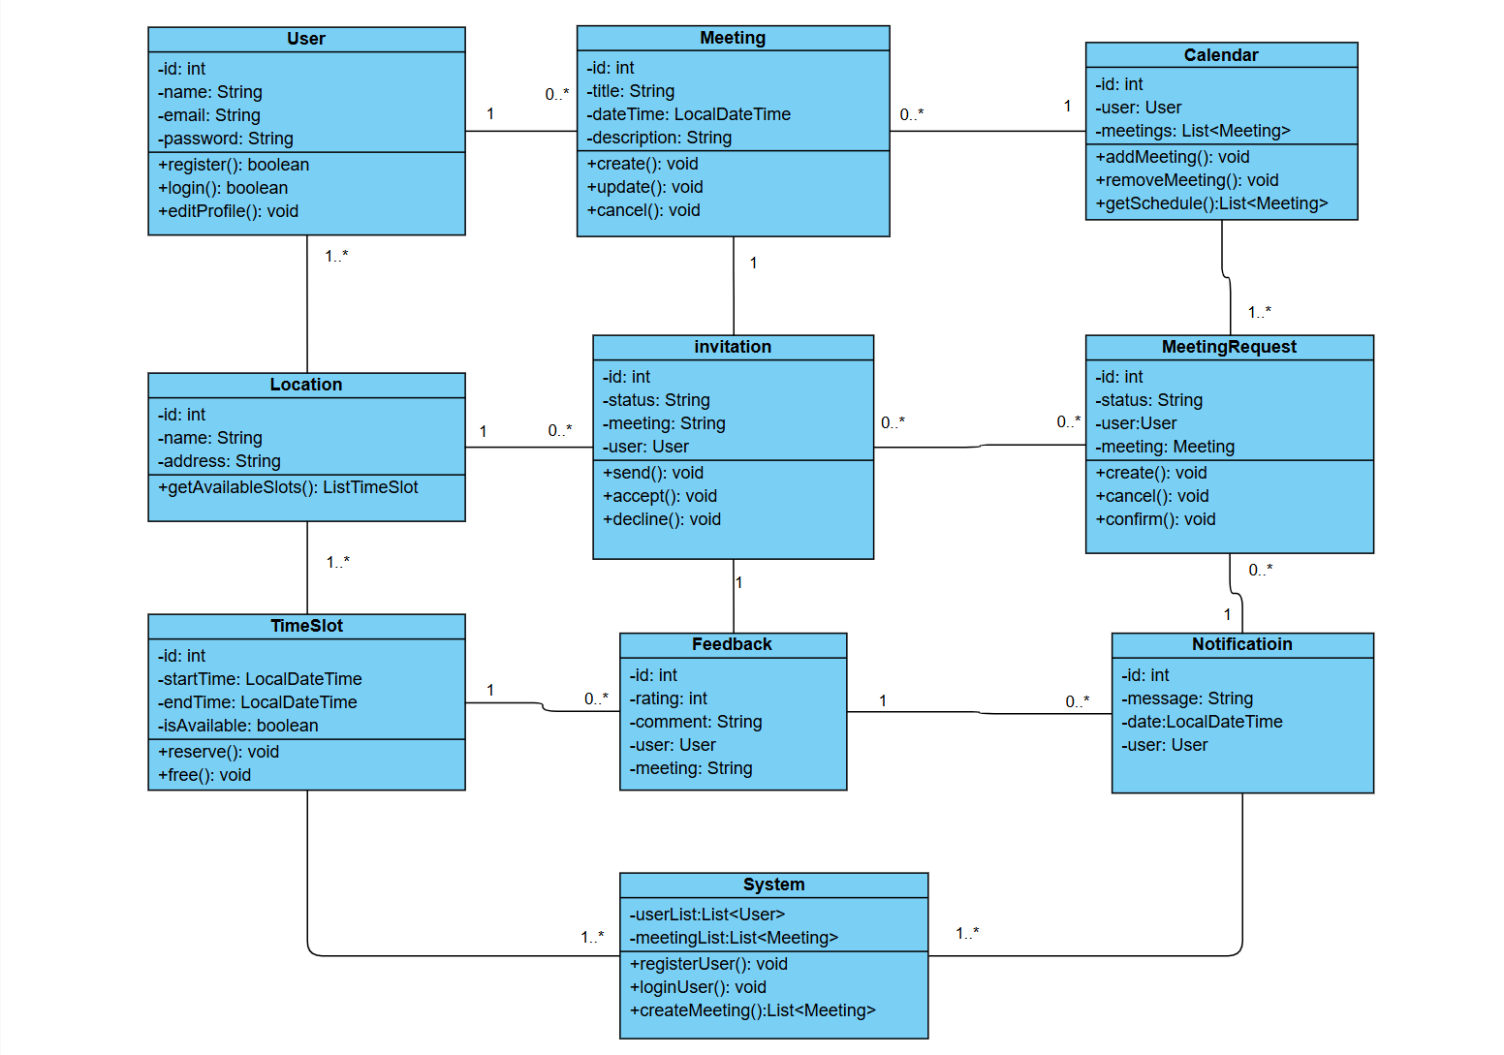 User
-id: int
-name: String
-email: String
-password: String
+register(): boolean
+login(): boolean
+editProfile(): void
1
0..*
Meeting
-id: int
-title: String
-dateTime: LocalDateTime
-description: String
+create(): void
+update(): void
+cancel(): void
0..*
1
Calendar
-id: int
-user: User
-meetings: List<Meeting>
+addMeeting(): void
+removeMeeting(): void
+getSchedule():List<Meeting>
1..*
1
1..*
Location
-id: int
-name: String
-address: String
+getAvailableSlots(): ListTimeSlot
1
0..*
invitation
-id: int
-status: String
-meeting: String
-user: User
+send(): void
+accept(): void
+decline(): void
0..*
0..*
MeetingRequest
-id: int
-status: String
-user:User
-meeting: Meeting
+create(): void
+cancel(): void
+confirm(): void
1..*
1
0..*
1
TimeSlot
-id: int
-startTime: LocalDateTime
-endTime: LocalDateTime
-isAvailable: boolean
+reserve(): void
+free(): void
1
0..*
Feedback
-id: int
-rating: int
-comment: String
-user: User
-meeting: String
1
0..*
Notificatioin
-id: int
-message: String
-date:LocalDateTime
-user: User
1..*
1..*
System
-userList:List<User>
-meetingList:List<Meeting>
+registerUser(): void
+loginUser(): void
+createMeeting():List<Meeting>